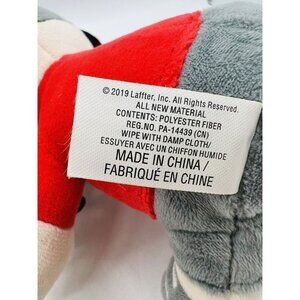 © 2019 Laffter, Inc. All Rights Reserved.
ALL NEW MATERIAL
CONTENTS: POLYESTER FIBER
REG.NO. PA-14439 (CN)
WIPE WITH DAMP CLOTH/
ESSUYER AVEC UN CHIFFON HUMIDE
MADE IN CHINA /
FABRIQUÉ EN CHINE